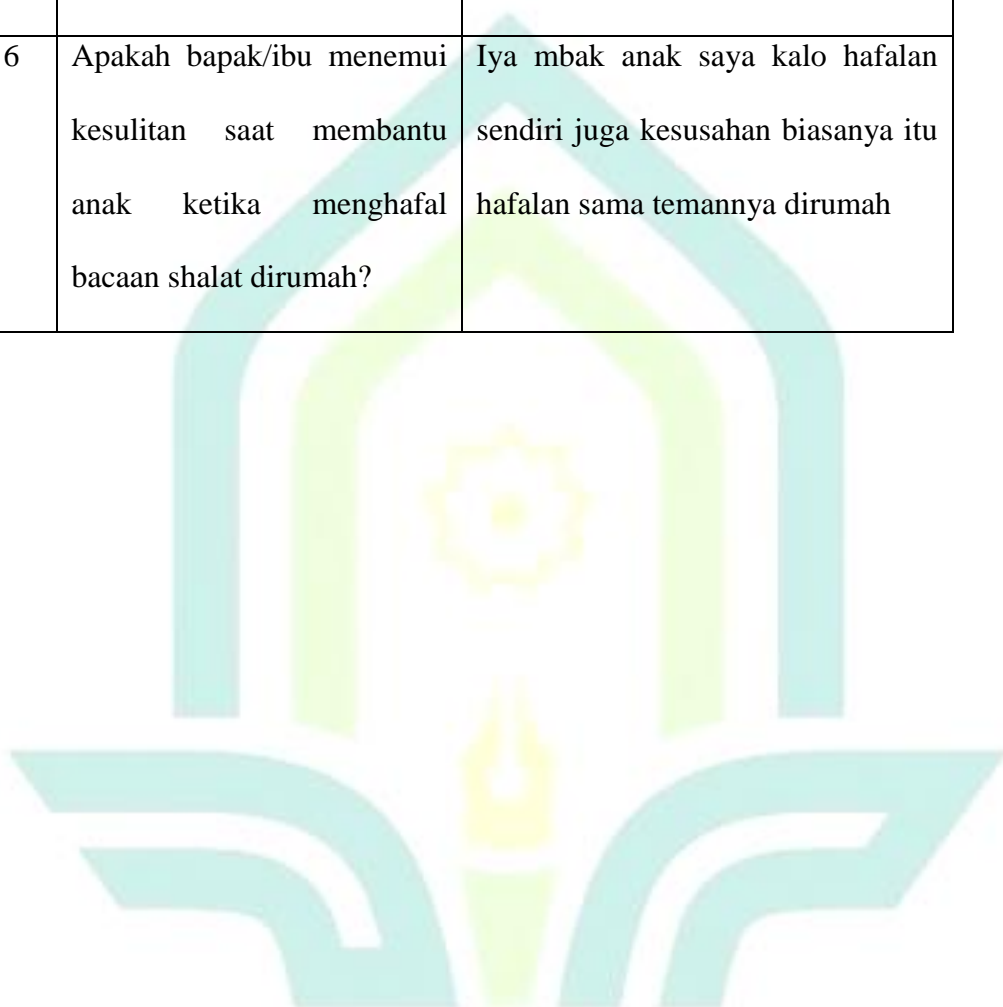 6 Apakah bapak/ibu menemui Iya mbak anak saya kalo hafalan
kesulitan saat membantu sendiri juga kesusahan biasanya itu
anak ketika menghafal hafalan sama temannya dirumah
bacaan shalat dirumah?